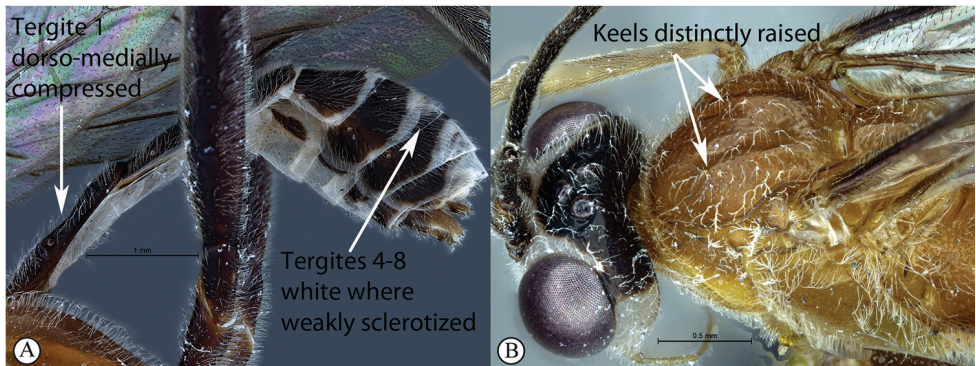 Tergite 1
dorso-medially
compressed
1 mm
Tergites 4-8
white where
weakly sclerotized
A
Keels distinctly raised
0.5 mm
B